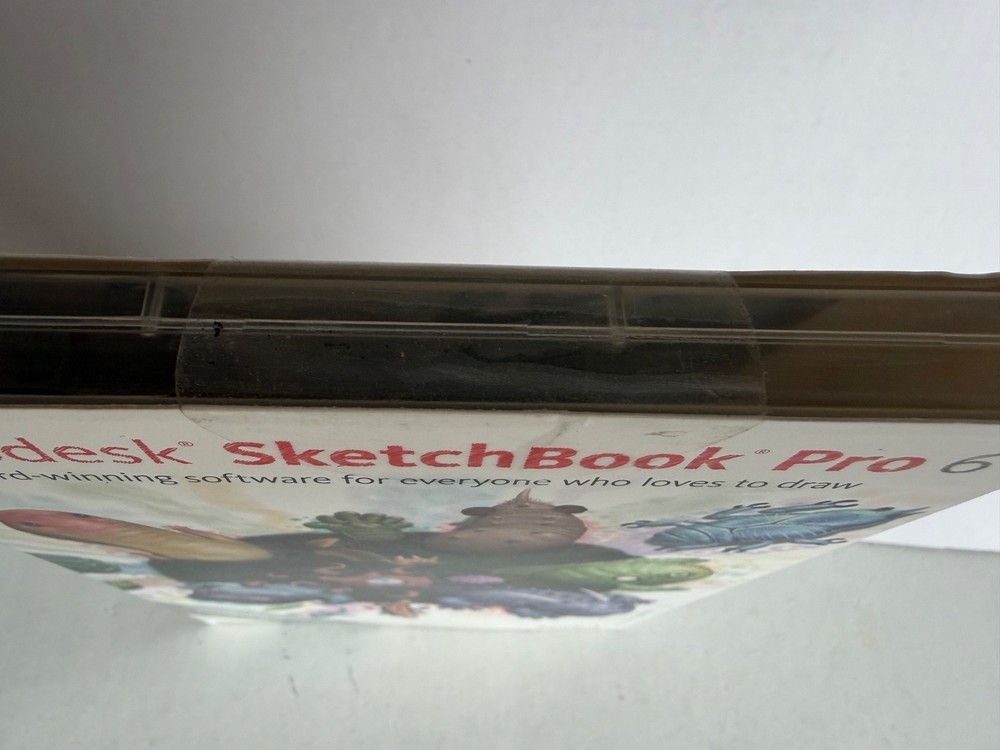 desk® SketchBook® Pro 6
rd-winning software for everyone who loves to draw